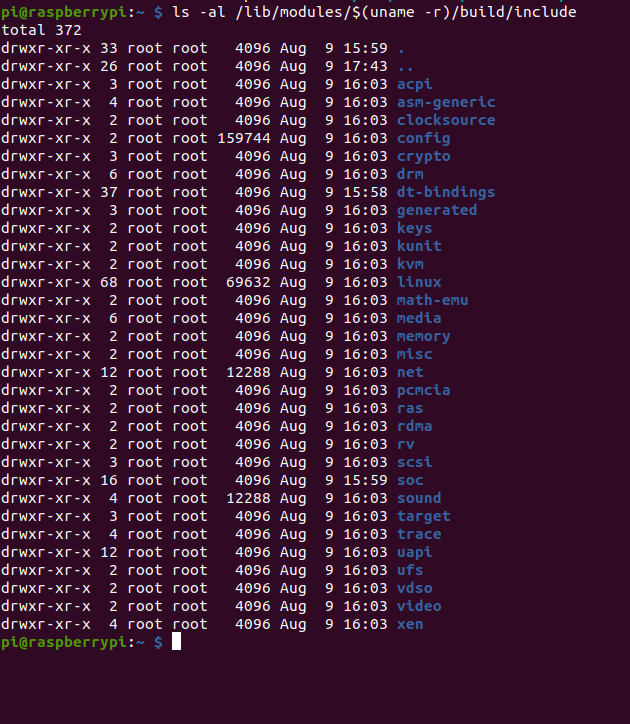 pi@raspberrypi:~ $ ls -al /lib/modules/$(uname -r)/build/include
total 372
drwxr-xr-x 33 root root   4096 Aug  9 15:59 .
drwxr-xr-x 26 root root   4096 Aug  9 17:43 ..
drwxr-xr-x  3 root root   4096 Aug  9 16:03 acpi
drwxr-xr-x  4 root root   4096 Aug  9 16:03 asm-generic
drwxr-xr-x  2 root root   4096 Aug  9 16:03 clocksource
drwxr-xr-x  2 root root 159744 Aug  9 16:03 config
drwxr-xr-x  3 root root   4096 Aug  9 16:03 crypto
drwxr-xr-x  6 root root   4096 Aug  9 16:03 drm
drwxr-xr-x 37 root root   4096 Aug  9 15:58 dt-bindings
drwxr-xr-x  3 root root   4096 Aug  9 16:03 generated
drwxr-xr-x  2 root root   4096 Aug  9 16:03 keys
drwxr-xr-x  2 root root   4096 Aug  9 16:03 kunit
drwxr-xr-x  2 root root   4096 Aug  9 16:03 kvm
drwxr-xr-x 68 root root  69632 Aug  9 16:03 linux
drwxr-xr-x  2 root root   4096 Aug  9 16:03 math-emu
drwxr-xr-x  6 root root   4096 Aug  9 16:03 media
drwxr-xr-x  2 root root   4096 Aug  9 16:03 memory
drwxr-xr-x  2 root root   4096 Aug  9 16:03 misc
drwxr-xr-x 12 root root  12288 Aug  9 16:03 net
drwxr-xr-x  2 root root   4096 Aug  9 16:03 pcmcia
drwxr-xr-x  2 root root   4096 Aug  9 16:03 ras
drwxr-xr-x  2 root root   4096 Aug  9 16:03 rdma
drwxr-xr-x  2 root root   4096 Aug  9 16:03 rv
drwxr-xr-x  3 root root   4096 Aug  9 16:03 scsi
drwxr-xr-x 16 root root   4096 Aug  9 15:59 soc
drwxr-xr-x  4 root root  12288 Aug  9 16:03 sound
drwxr-xr-x  3 root root   4096 Aug  9 16:03 target
drwxr-xr-x  4 root root   4096 Aug  9 16:03 trace
drwxr-xr-x 12 root root   4096 Aug  9 16:03 uapi
drwxr-xr-x  2 root root   4096 Aug  9 16:03 ufs
drwxr-xr-x  2 root root   4096 Aug  9 16:03 vdso
drwxr-xr-x  2 root root   4096 Aug  9 16:03 video
drwxr-xr-x  4 root root   4096 Aug  9 16:03 xen
pi@raspberrypi:~ $